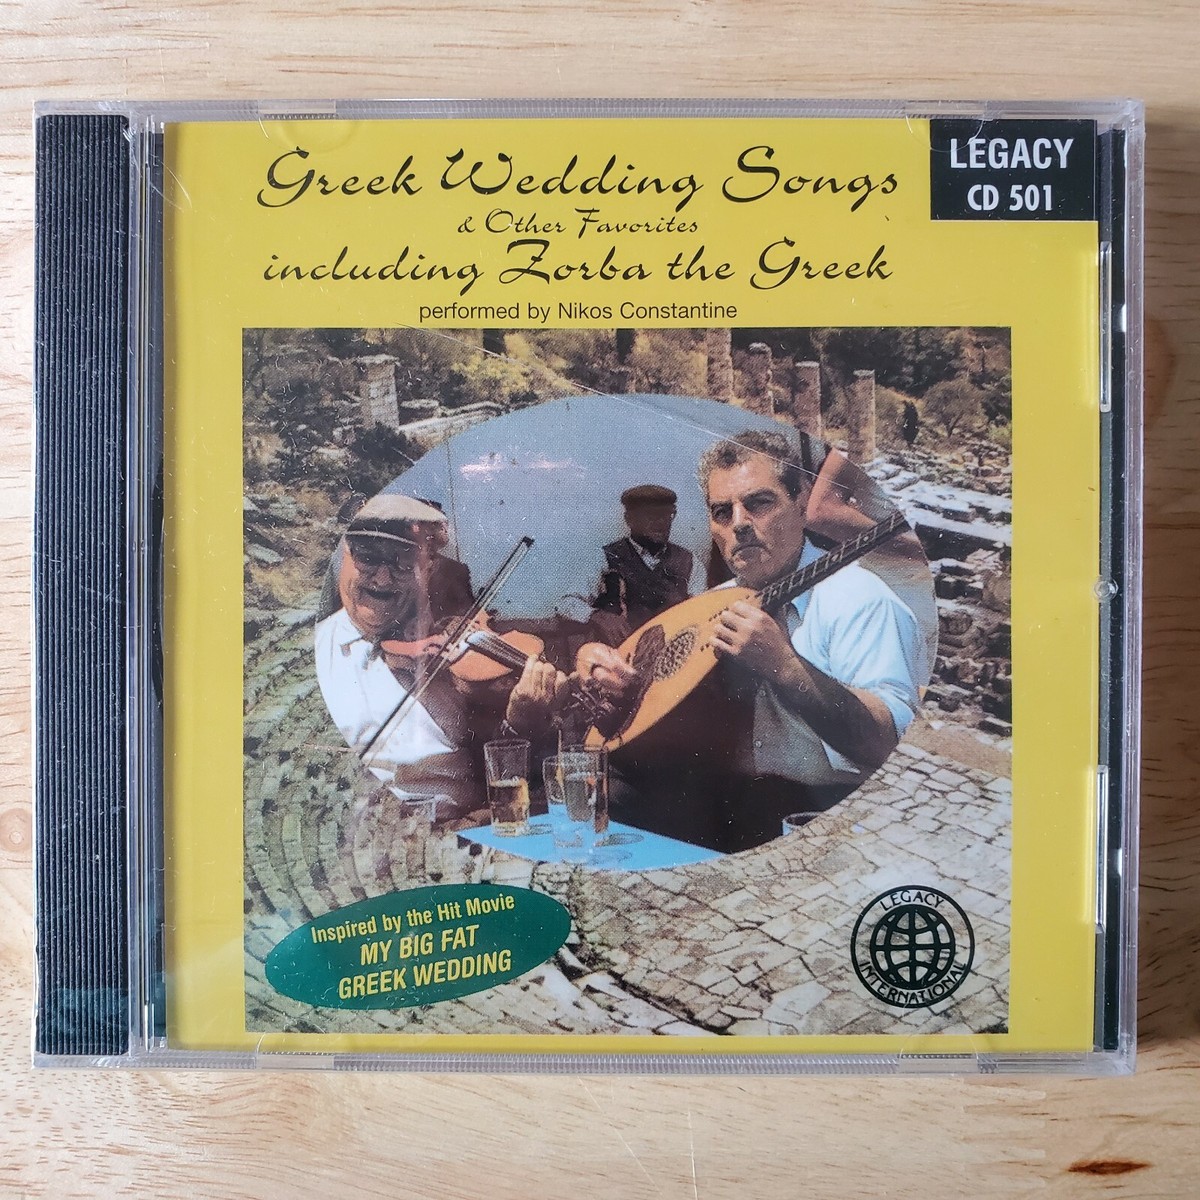 Greek Wedding Songs
& Other Favorites
including Zorba the Greek
performed by Nikos Constantine
LEGACY
CD 501
Inspired by the Hit Movie
MY BIG FAT
GREEK WEDDING
LEGACY
INTERNATIONAL